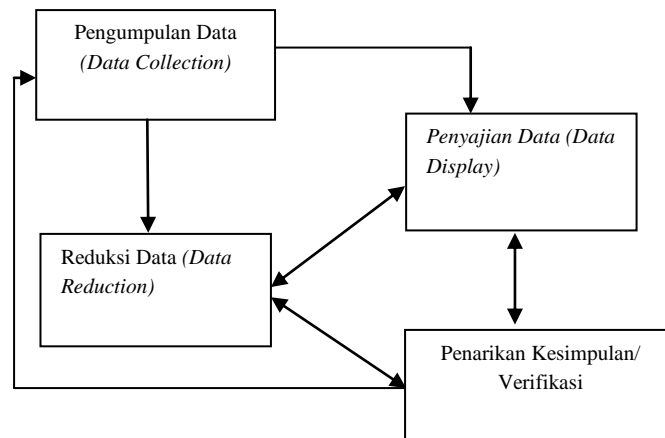 Pengumpulan Data
(Data Collection)
Penyajian Data (Data
Display)
Reduksi Data (Data
Reduction)
Penarikan Kesimpulan/
Verifikasi